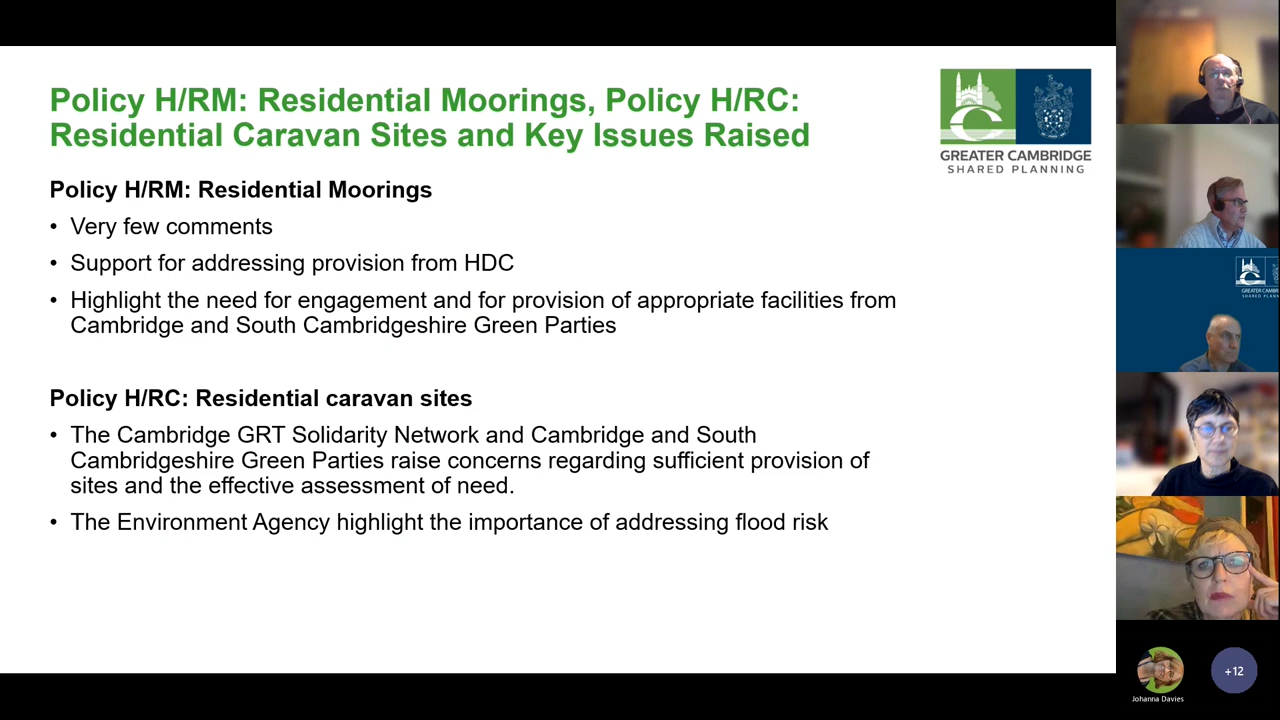 Policy H/RM: Residential Moorings, Policy H/RC:
Residential Caravan Sites and Key Issues Raised
GREATER CAMBRIDGE
SHARED PLANNING
Policy H/RM: Residential Moorings
• Very few comments
• Support for addressing provision from HDC
• Highlight the need for engagement and for provision of appropriate facilities from
Cambridge and South Cambridgeshire Green Parties
Policy H/RC: Residential caravan sites
• The Cambridge GRT Solidarity Network and Cambridge and South
Cambridgeshire Green Parties raise concerns regarding sufficient provision of
sites and the effective assessment of need.
• The Environment Agency highlight the importance of addressing flood risk
Johanna Davies
+12